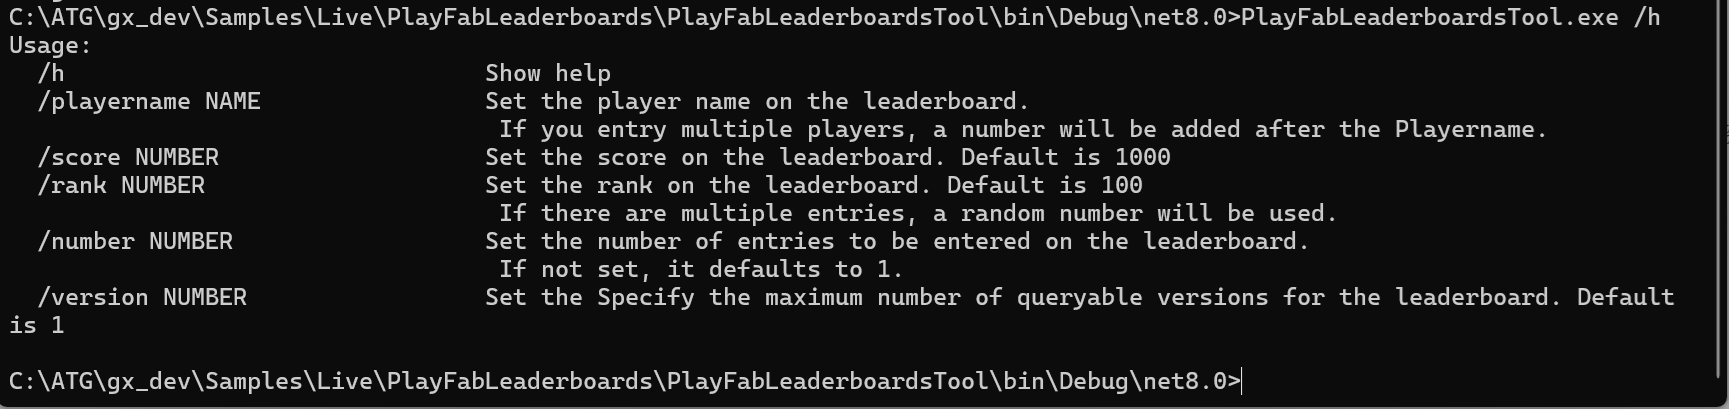 C:\ATG\gx_dev\Samples\Live\PlayFabLeaderboards\PlayFabLeaderboardsTool\bin\Debug\net8.0>PlayFabLeaderboardsTool.exe /h
Usage:
  /h                              Show help
  /playername NAME                Set the player name on the leaderboard.
                                   If you entry multiple players, a number will be added after the Playername.
  /score NUMBER                   Set the score on the leaderboard. Default is 1000
  /rank NUMBER                    Set the rank on the leaderboard. Default is 100
                                   If there are multiple entries, a random number will be used.
  /number NUMBER                  Set the number of entries to be entered on the leaderboard.
                                   If not set, it defaults to 1.
  /version NUMBER                 Set the Specify the maximum number of queryable versions for the leaderboard. Default
is 1

C:\ATG\gx_dev\Samples\Live\PlayFabLeaderboards\PlayFabLeaderboardsTool\bin\Debug\net8.0>